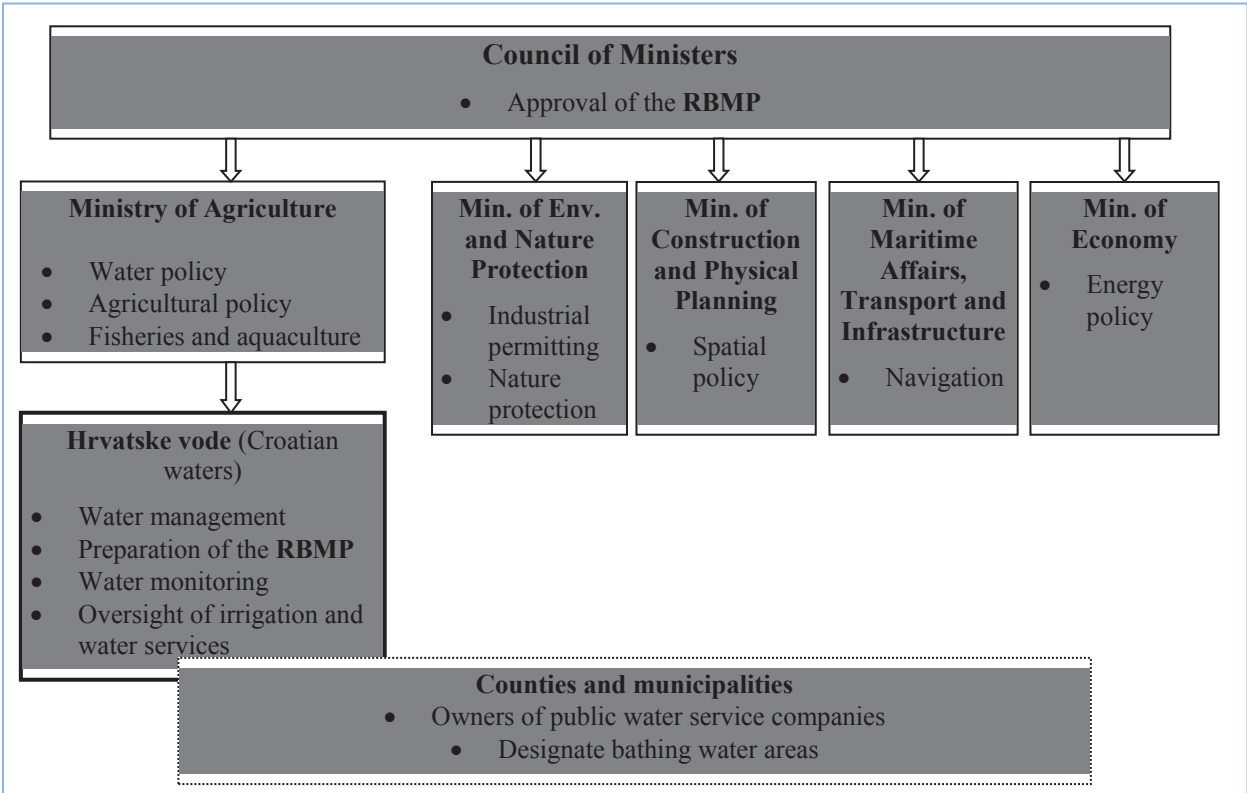 Council of Ministers
• Approval of the RBMP
Ministry of Agriculture
• Water policy
• Agricultural policy
• Fisheries and aquaculture
Min. of Env.
and Nature
Protection
• Industrial
permitting
• Nature
protection
Min. of
Construction
and Physical
Planning
• Spatial
policy
Min. of
Maritime
Affairs,
Transport and
Infrastructure
• Navigation
Min. of
Economy
• Energy
policy
Hrvatske vode (Croatian
waters)
• Water management
• Preparation of the RBMP
• Water monitoring
• Oversight of irrigation and
water services
Counties and municipalities
• Owners of public water service companies
• Designate bathing water areas